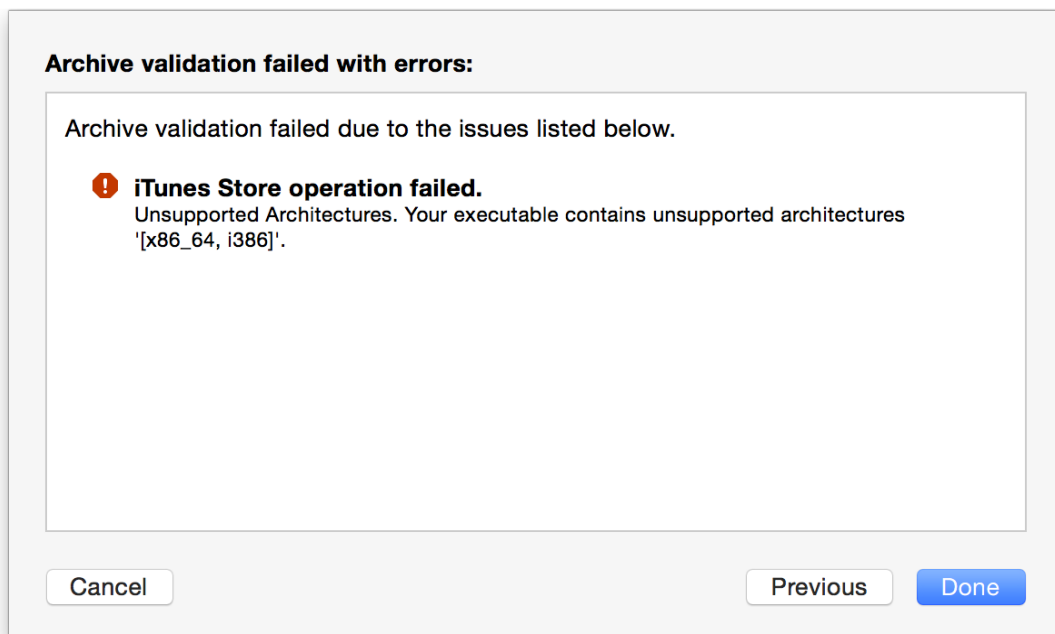 Archive validation failed with errors:
Archive validation failed due to the issues listed below.
iTunes Store operation failed.
Unsupported Architectures. Your executable contains unsupported architectures
'[x86_64, i386]'.
Cancel
Previous
Done